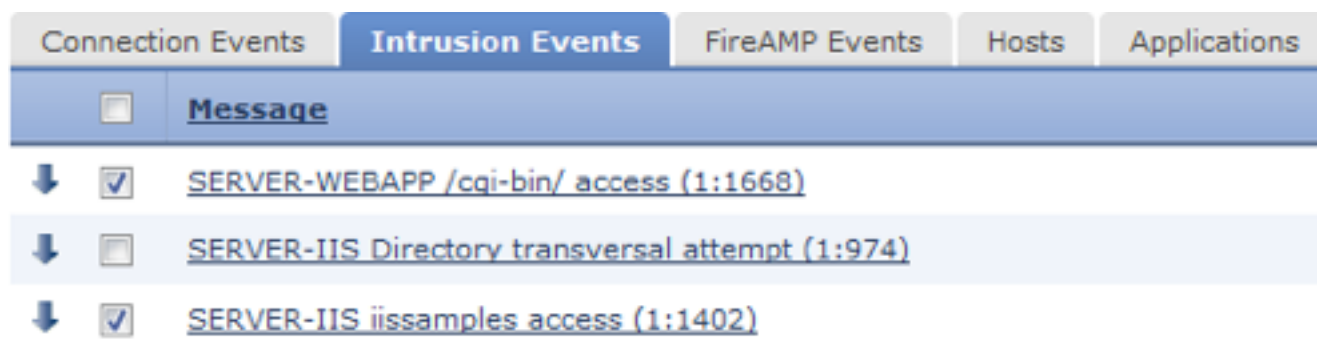 Connection Events Intrusion Events FireAMP Events Hosts Applications
Message
SERVER-WEBAPP /cgi-bin/ access (1:1668)
SERVER-IIS Directory transversal attempt (1:974)
SERVER-IIS iissamples access (1:1402)